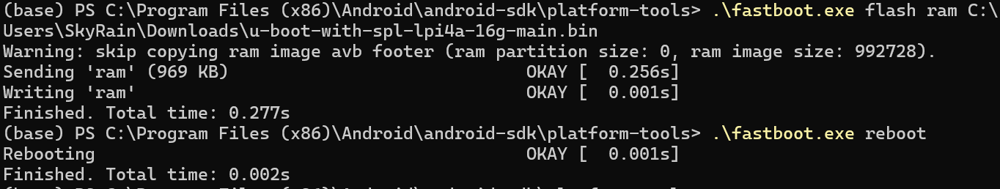 (base) PS C:\Program Files (x86)\Android\android-sdk\platform-tools> .\fastboot.exe flash ram C:\
Users\SkyRain\Downloads\u-boot-with-spl-lpi4a-16g-main.bin
Warning: skip copying ram image avb footer (ram partition size: 0, ram image size: 992728).
Sending 'ram' (969 KB)                             OKAY [  0.256s]
Writing 'ram'                                      OKAY [  0.001s]
Finished. Total time: 0.277s
(base) PS C:\Program Files (x86)\Android\android-sdk\platform-tools> .\fastboot.exe reboot
Rebooting                                          OKAY [  0.001s]
Finished. Total time: 0.002s